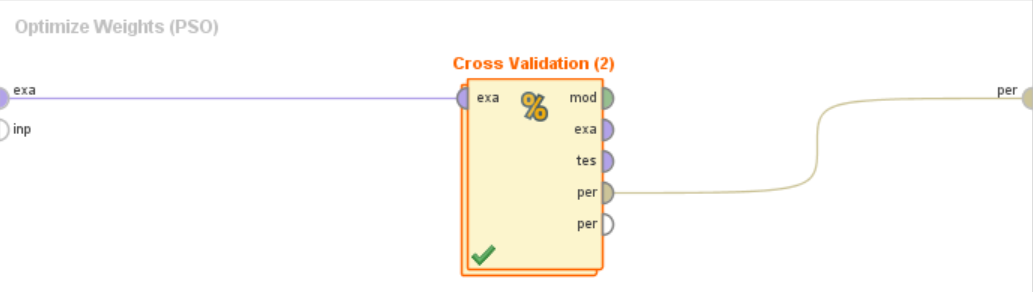 Optimize Weights (PSO)
Cross Validation (2)
exa
inp
exa
mod
exa
tes
per
per
per